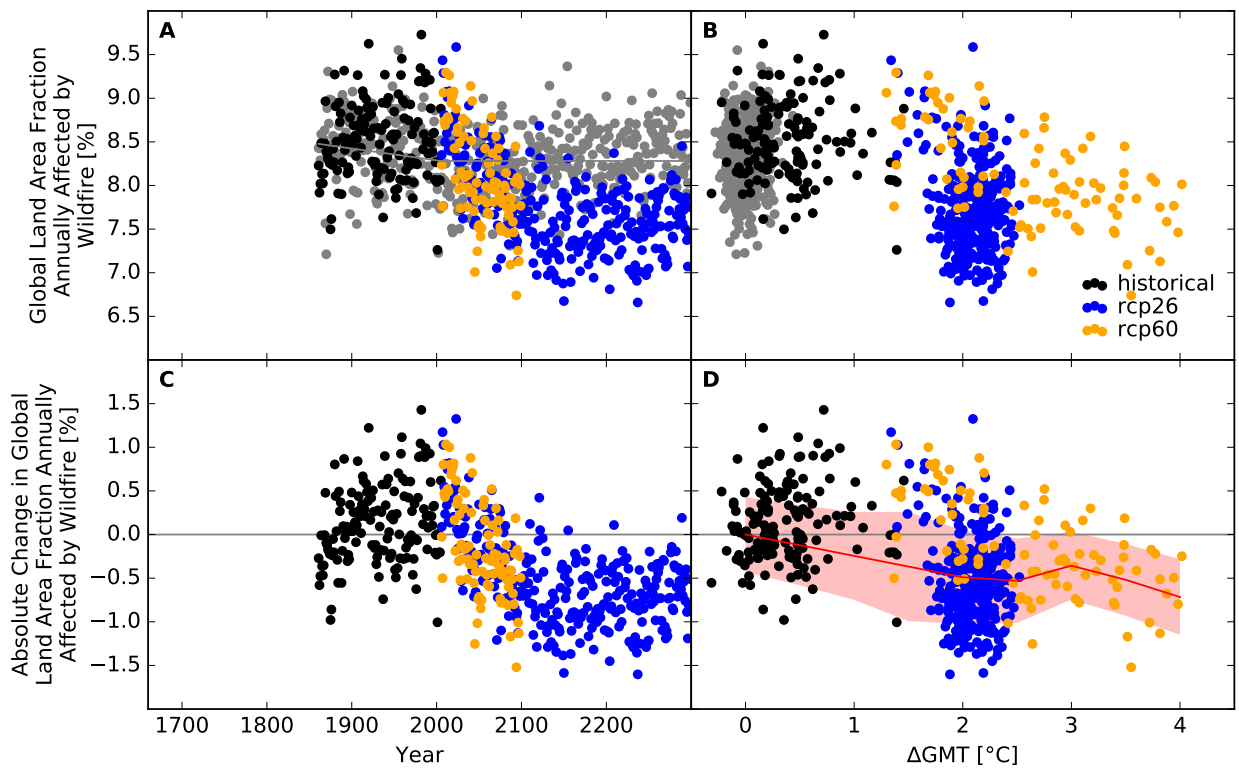 A
B
Global Land Area Fraction
Annually Affected by
Wildfire [%]
9.5
9.0
8.5
8.0
7.5
7.0
6.5
historical
rcp26
rcp60
C
D
Absolute Change in Global
Land Area Fraction Annually
Affected by Wildfire [%]
1.5
1.0
0.5
0.0
−0.5
−1.0
−1.5
1700 1800 1900 2000 2100 2200
0 1 2 3 4
Year
ΔGMT [°C]